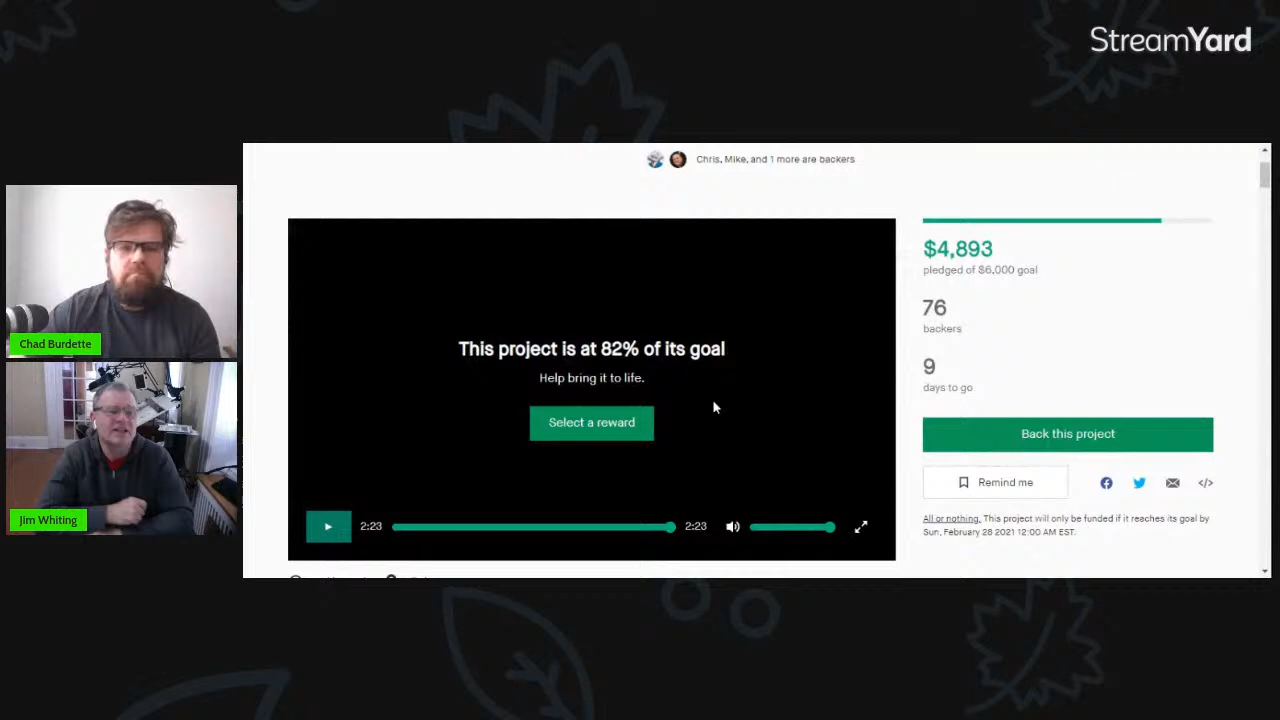 StreamYard
Chris, Mike, and 1 more are backers
This project is at 82% of its goal
Help bring it to life.
Select a reward
2:23
2:23
$4,893
pledged of $6,000 goal
76
backers
9
days to go
Back this project
Remind me
</>
All or nothing. This project will only be funded if it reaches its goal by
Sun, February 28 2021 12:00 AM EST.
Chad Burdette
Jim Whiting